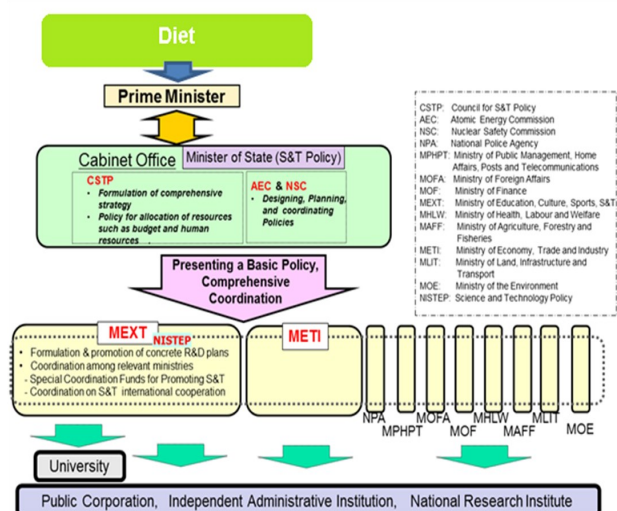 Diet
Prime Minister
Cabinet Office
Minister of State (S&T Policy)
CSTP
• Formulation of comprehensive
strategy
• Policy for allocation of resources
such as budget and human
resources .
AEC & NSC
• Designing, Planning,
and coordinating
Policies
Presenting a Basic Policy,
Comprehensive
Coordination
CSTP: Council for S&T Policy
AEC: Atomic Energy Commission
NSC: Nuclear Safety Commission
NPA: National Police Agency
MPHPT: Ministry of Public Management, Home
Affairs, Posts and Telecommunications
MOFA: Ministry of Foreign Affairs
MOF: Ministry of Finance
MEXT: Ministry of Education, Culture, Sports, S&T
MHLW: Ministry of Health, Labour and Welfare
MAFF: Ministry of Agriculture, Forestry and
Fisheries
METI: Ministry of Economy, Trade and Industry
MLIT: Ministry of Land, Infrastructure and
Transport
MOE: Ministry of the Environment
NISTEP: Science and Technology Policy
MEXT
NISTEP
• Formulation & promotion of concrete R&D plans
• Coordination among relevant ministries
- Special Coordination Funds for Promoting S&T
- Coordination on S&T international cooperation
METI
NPA
MPHPT
MOFA
MOF
MHLW
MAFF
MLIT
MOE
University
Public Corporation, Independent Administrative Institution, National Research Institute